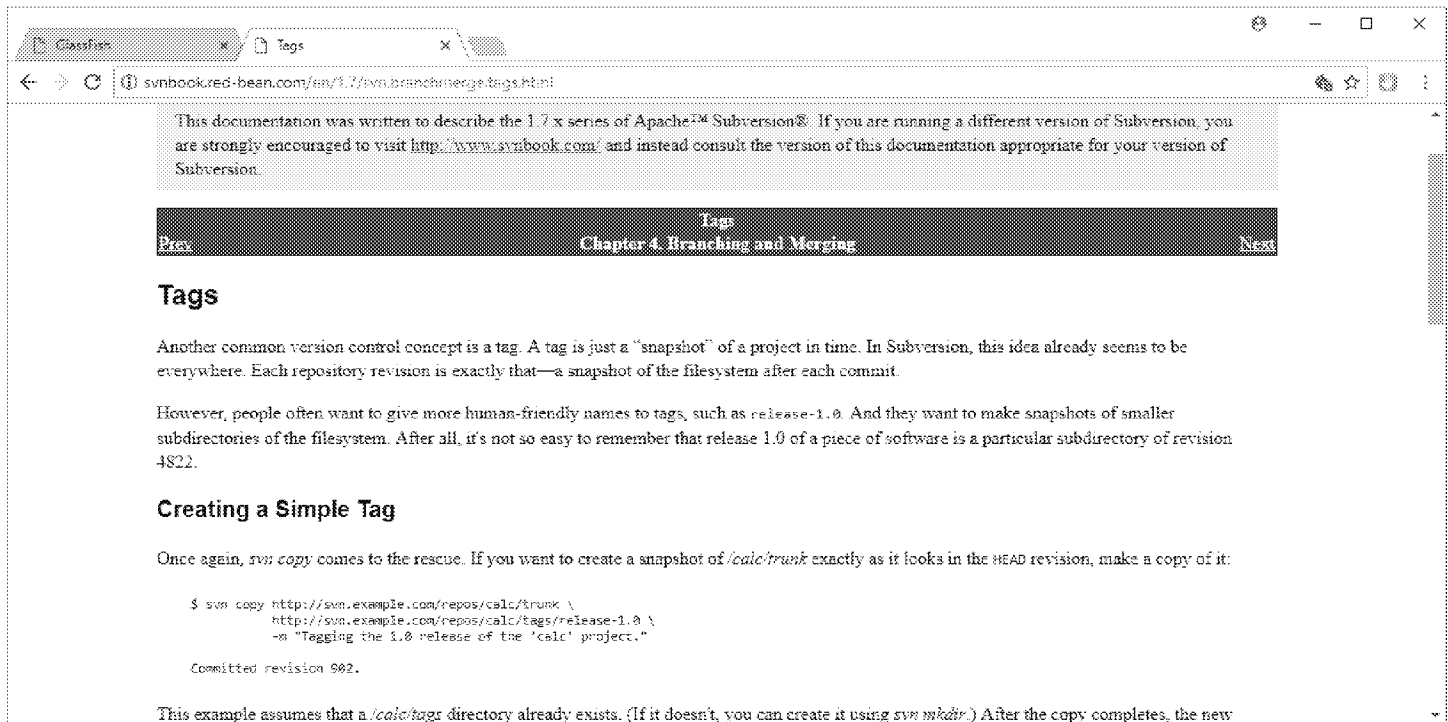 GlassFish
Tags
svnbook.red-bean.com/en/1.7/svn.branchmerge.tags.html
This documentation was written to describe the 1.7.x series of Apache™ Subversion®. If you are running a different version of Subversion, you
are strongly encouraged to visit http://www.svnbook.com/ and instead consult the version of this documentation appropriate for your version of
Subversion.
Tags
Prev Chapter 4. Branching and Merging Next
Tags
Another common version control concept is a tag. A tag is just a “snapshot” of a project in time. In Subversion, this idea already seems to be
everywhere. Each repository revision is exactly that—a snapshot of the filesystem after each commit.
However, people often want to give more human-friendly names to tags, such as release-1.0. And they want to make snapshots of smaller
subdirectories of the filesystem. After all, it's not so easy to remember that release 1.0 of a piece of software is a particular subdirectory of revision
4822.
Creating a Simple Tag
Once again, svn copy comes to the rescue. If you want to create a snapshot of /calc/trunk exactly as it looks in the HEAD revision, make a copy of it:
$ svn copy http://svn.example.com/repos/calc/trunk \
http://svn.example.com/repos/calc/tags/release-1.0 \
-m "Tagging the 1.0 release of the 'calc' project."
Committed revision 902.
This example assumes that a /calc/tags directory already exists. (If it doesn't, you can create it using svn mkdir.) After the copy completes, the new